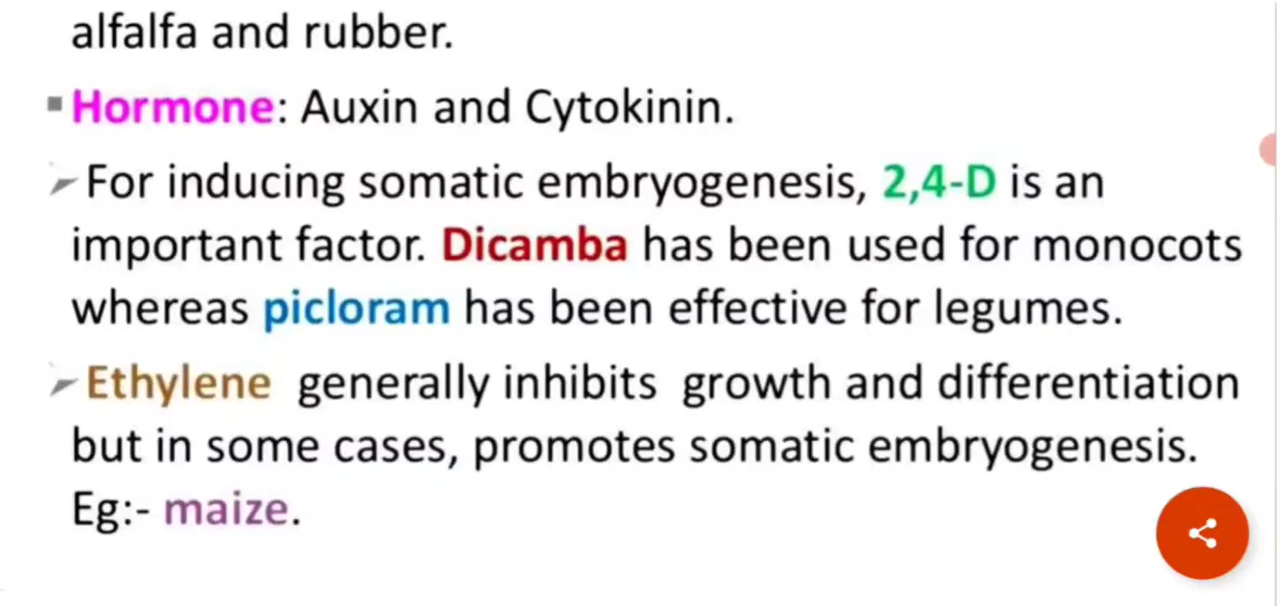 alfalfa and rubber.
▪Hormone: Auxin and Cytokinin.
➢For inducing somatic embryogenesis, 2,4-D is an
important factor. Dicamba has been used for monocots
whereas picloram has been effective for legumes.
➢Ethylene generally inhibits growth and differentiation
but in some cases, promotes somatic embryogenesis.
Eg:- maize.